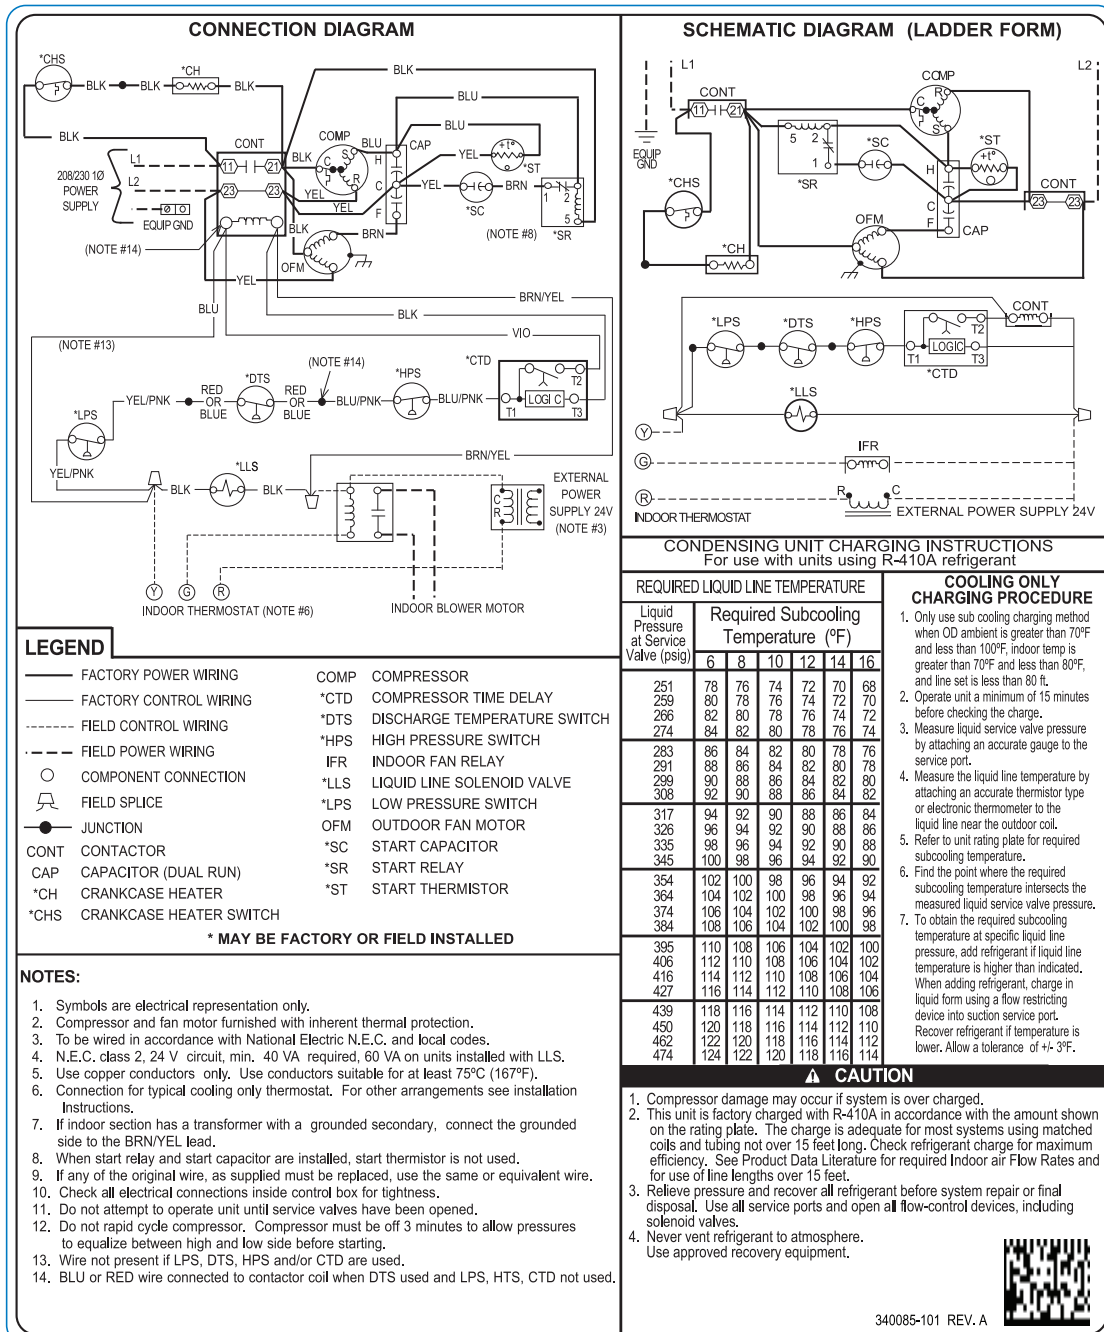 CONNECTION DIAGRAM
*CHS
BLK
BLK
*CH
BLK
BLK
BLU
BLK
CONT
COMP
BLU
BLU
CAP
H
YEL
+t°
*ST
208/230 1Ø
POWER
SUPPLY
L1
L2
11
21
23
23
BLK
C
S
R
YEL
YEL
C
YEL
BRN
*SC
1
2
5
*SR
(NOTE #8)
F
EQUIP GND
(NOTE #14)
BLK
BRN
OFM
YEL
BRN/YEL
BLU
BLK
VIO
(NOTE #13)
(NOTE #14)
*CTD
*HPS
*DTS
RED
OR
BLUE
RED
OR
BLUE
YEL/PNK
BLU/PNK
BLU/PNK
T1
LOGIC
T2
T3
*LPS
YEL/PNK
BRN/YEL
*LLS
BLK
BLK
EXTERNAL
POWER
SUPPLY 24V
(NOTE #3)
C
R
Y
G
R
INDOOR THERMOSTAT (NOTE #6)
INDOOR BLOWER MOTOR
LEGEND
FACTORY POWER WIRING
FACTORY CONTROL WIRING
FIELD CONTROL WIRING
FIELD POWER WIRING
COMPONENT CONNECTION
FIELD SPLICE
JUNCTION
CONT CONTACTOR
CAP CAPACITOR (DUAL RUN)
*CH CRANKCASE HEATER
*CHS CRANKCASE HEATER SWITCH
COMP COMPRESSOR
*CTD COMPRESSOR TIME DELAY
*DTS DISCHARGE TEMPERATURE SWITCH
*HPS HIGH PRESSURE SWITCH
IFR INDOOR FAN RELAY
*LLS LIQUID LINE SOLENOID VALVE
*LPS LOW PRESSURE SWITCH
OFM OUTDOOR FAN MOTOR
*SC START CAPACITOR
*SR START RELAY
*ST START THERMISTOR
* MAY BE FACTORY OR FIELD INSTALLED
NOTES:
1. Symbols are electrical representation only.
2. Compressor and fan motor furnished with inherent thermal protection.
3. To be wired in accordance with National Electric N.E.C. and local codes.
4. N.E.C. class 2, 24 V circuit, min. 40 VA required, 60 VA on units installed with LLS.
5. Use copper conductors only. Use conductors suitable for at least 75ºC (167ºF).
6. Connection for typical cooling only thermostat. For other arrangements see installation
Instructions.
7. If indoor section has a transformer with a grounded secondary, connect the grounded
side to the BRN/YEL lead.
8. When start relay and start capacitor are installed, start thermistor is not used.
9. If any of the original wire, as supplied must be replaced, use the same or equivalent wire.
10. Check all electrical connections inside control box for tightness.
11. Do not attempt to operate unit until service valves have been opened.
12. Do not rapid cycle compressor. Compressor must be off 3 minutes to allow pressures
to equalize between high and low side before starting.
13. Wire not present if LPS, DTS, HPS and/or CTD are used.
14. BLU or RED wire connected to contactor coil when DTS used and LPS, HTS, CTD not used.
SCHEMATIC DIAGRAM (LADDER FORM)
L1
L2
CONT
11
21
COMP
C
R
S
EQUIP
GND
5
2
1
*SR
*SC
H
+t°
*ST
*CHS
CONT
23
23
C
F
CAP
OFM
*CH
*LPS
*DTS
*HPS
CONT
T2
T1
LOGIC
T3
*CTD
*LLS
Y
G
IFR
R
R
C
INDOOR THERMOSTAT
EXTERNAL POWER SUPPLY 24V
CONDENSING UNIT CHARGING INSTRUCTIONS
For use with units using R-410A refrigerant
REQUIRED LIQUID LINE TEMPERATURE
Liquid
Pressure
at Service
Valve (psig)
Required Subcooling
Temperature (ºF)
6 8 10 12 14 16
251 78 76 74 72 70 68
259 80 78 76 74 72 70
266 82 80 78 76 74 72
274 84 82 80 78 76 74
283 86 84 82 80 78 76
291 88 86 84 82 80 78
299 90 88 86 84 82 80
308 92 90 88 86 84 82
317 94 92 90 88 86 84
326 96 94 92 90 88 86
335 98 96 94 92 90 88
345 100 98 96 94 92 90
354 102 100 98 96 94 92
364 104 102 100 98 96 94
374 106 104 102 100 98 96
384 108 106 104 102 100 98
395 110 108 106 104 102 100
406 112 110 108 106 104 102
416 114 112 110 108 106 104
427 116 114 112 110 108 106
439 118 116 114 112 110 108
450 120 118 116 114 112 110
462 122 120 118 116 114 112
474 124 122 120 118 116 114
COOLING ONLY
CHARGING PROCEDURE
1. Only use sub cooling charging method
when OD ambient is greater than 70ºF
and less than 100ºF, indoor temp is
greater than 70ºF and less than 80ºF,
and line set is less than 80 ft.
2. Operate unit a minimum of 15 minutes
before checking the charge.
3. Measure liquid service valve pressure
by attaching an accurate gauge to the
service port.
4. Measure the liquid line temperature by
attaching an accurate thermistor type
or electronic thermometer to the
liquid line near the outdoor coil.
5. Refer to unit rating plate for required
subcooling temperature.
6. Find the point where the required
subcooling temperature intersects the
measured liquid service valve pressure.
7. To obtain the required subcooling
temperature at specific liquid line
pressure, add refrigerant if liquid line
temperature is higher than indicated.
When adding refrigerant, charge in
liquid form using a flow restricting
device into suction service port.
Recover refrigerant if temperature is
lower. Allow a tolerance of +/- 3ºF.
CAUTION
1. Compressor damage may occur if system is over charged.
2. This unit is factory charged with R-410A in accordance with the amount shown
on the rating plate. The charge is adequate for most systems using matched
coils and tubing not over 15 feet long. Check refrigerant charge for maximum
efficiency. See Product Data Literature for required Indoor air Flow Rates and
for use of line lengths over 15 feet.
3. Relieve pressure and recover all refrigerant before system repair or final
disposal. Use all service ports and open all flow-control devices, including
solenoid valves.
4. Never vent refrigerant to atmosphere.
Use approved recovery equipment.
340085-101 REV. A